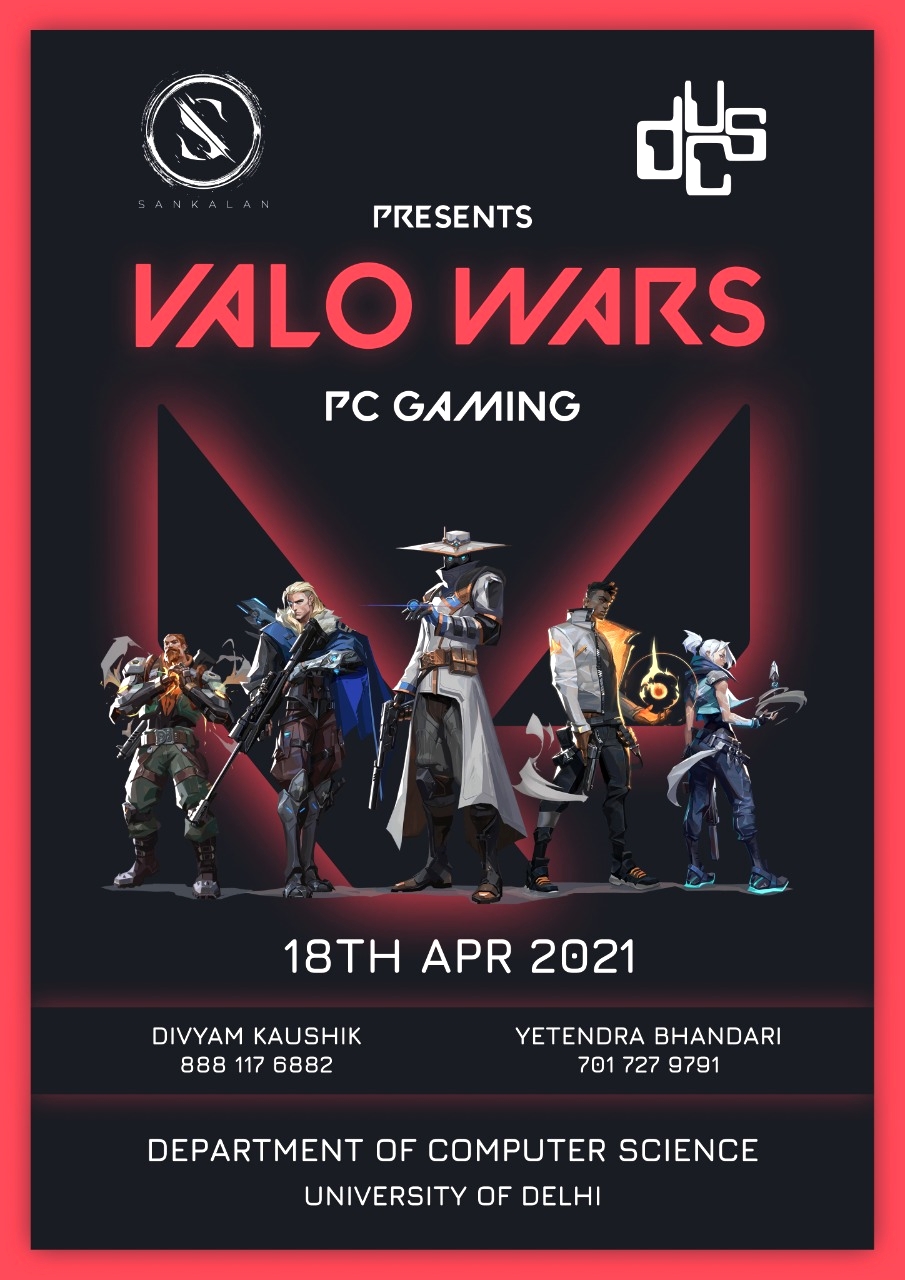 SANKALAN
ducs
PRESENTS
VALO WARS
PC GAMING
18TH APR 2021
DIVYAM KAUSHIK
888 117 6882
YETENDRA BHANDARI
701 727 9791
DEPARTMENT OF COMPUTER SCIENCE
UNIVERSITY OF DELHI